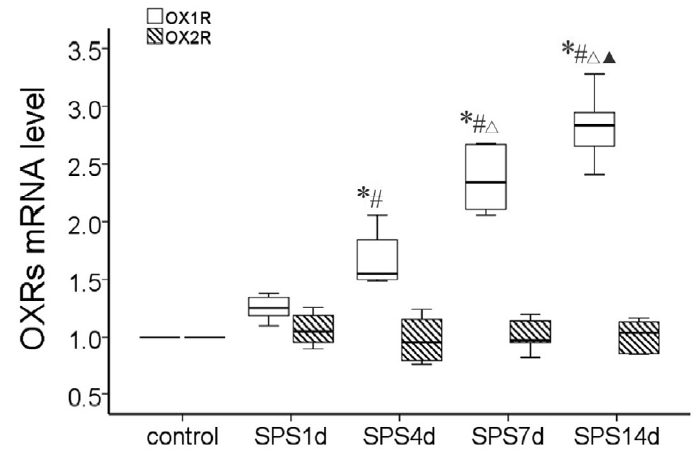 OX1R
OX2R
OXRs mRNA level
3.5
3.0
2.5
2.0
1.5
1.0
0.5
*#
*#△
*#△▲
control SPS1d SPS4d SPS7d SPS14d